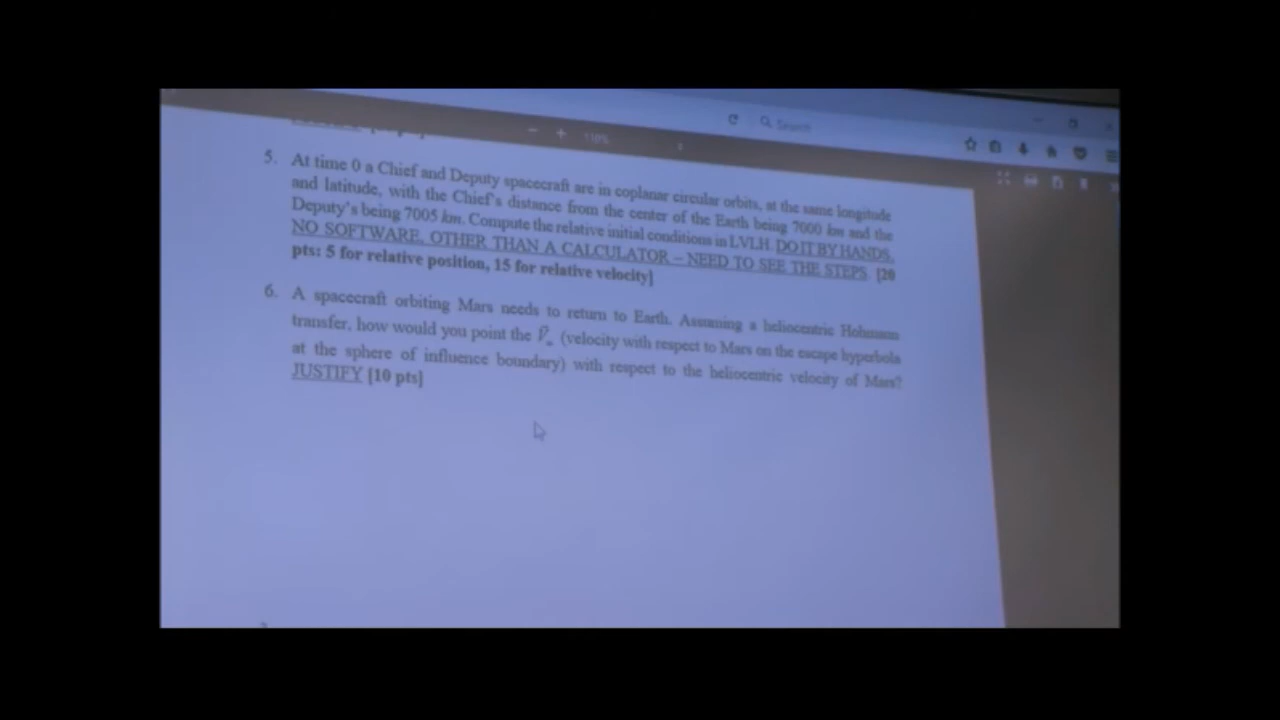 Search
110%
5. At time 0 a Chief and Deputy spacecraft are in coplanar circular orbits, at the same longitude
and latitude, with the Chief's distance from the center of the Earth being 7000 km and the
Deputy's being 7005 km. Compute the relative initial conditions in LVLH. DO IT BY HANDS,
NO SOFTWARE, OTHER THAN A CALCULATOR – NEED TO SEE THE STEPS. [20
pts: 5 for relative position, 15 for relative velocity]
6. A spacecraft orbiting Mars needs to return to Earth. Assuming a heliocentric Hohmann
transfer, how would you point the V⃗∞ (velocity with respect to Mars on the escape hyperbola
at the sphere of influence boundary) with respect to the heliocentric velocity of Mars?
JUSTIFY [10 pts]